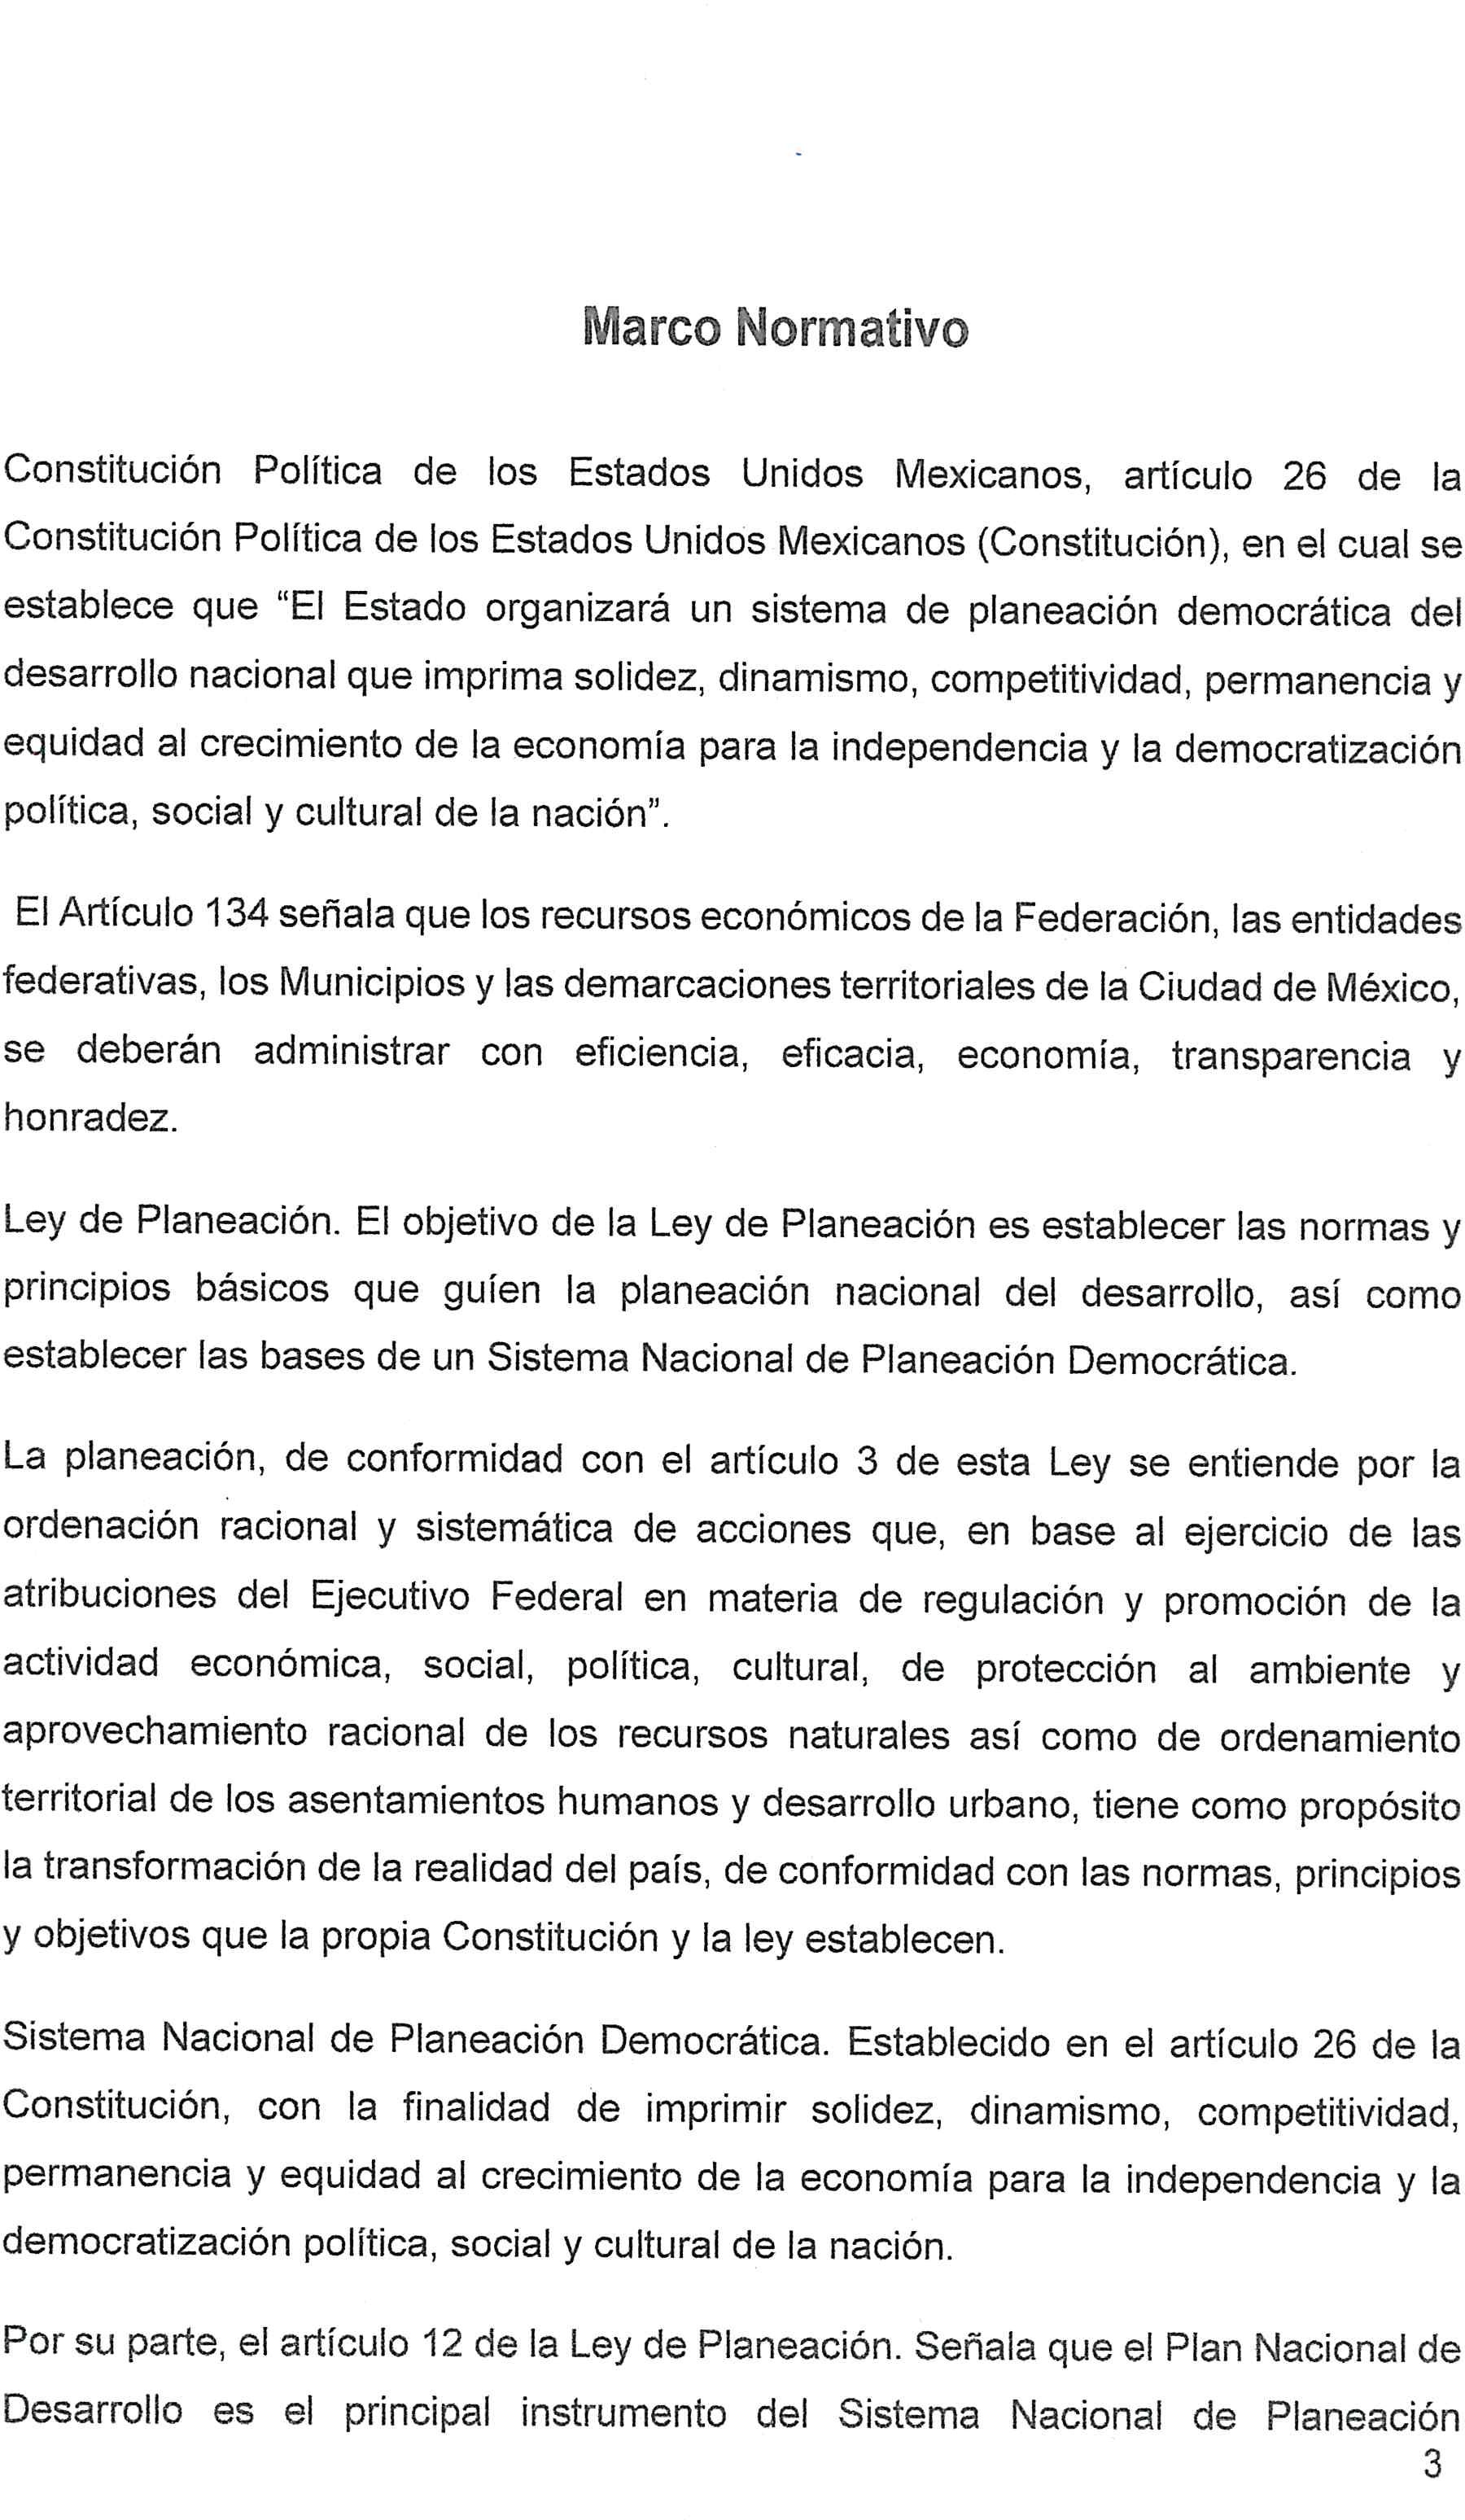 Marco Normativo
Constitución Política de los Estados Unidos Mexicanos, artículo 26 de la
Constitución Política de los Estados Unidos Mexicanos (Constitución), en el cual se
establece que “El Estado organizará un sistema de planeación democrática del
desarrollo nacional que imprima solidez, dinamismo, competitividad, permanencia y
equidad al crecimiento de la economía para la independencia y la democratización
política, social y cultural de la nación”.
El Artículo 134 señala que los recursos económicos de la Federación, las entidades
federativas, los Municipios y las demarcaciones territoriales de la Ciudad de México,
se deberán administrar con eficiencia, eficacia, economía, transparencia y
honradez.
Ley de Planeación. El objetivo de la Ley de Planeación es establecer las normas y
principios básicos que guíen la planeación nacional del desarrollo, así como
establecer las bases de un Sistema Nacional de Planeación Democrática.
La planeación, de conformidad con el artículo 3 de esta Ley se entiende por la
ordenación racional y sistemática de acciones que, en base al ejercicio de las
atribuciones del Ejecutivo Federal en materia de regulación y promoción de la
actividad económica, social, política, cultural, de protección al ambiente y
aprovechamiento racional de los recursos naturales así como de ordenamiento
territorial de los asentamientos humanos y desarrollo urbano, tiene como propósito
la transformación de la realidad del país, de conformidad con las normas, principios
y objetivos que la propia Constitución y la ley establecen.
Sistema Nacional de Planeación Democrática. Establecido en el artículo 26 de la
Constitución, con la finalidad de imprimir solidez, dinamismo, competitividad,
permanencia y equidad al crecimiento de la economía para la independencia y la
democratización política, social y cultural de la nación.
Por su parte, el artículo 12 de la Ley de Planeación. Señala que el Plan Nacional de
Desarrollo es el principal instrumento del Sistema Nacional de Planeación
3